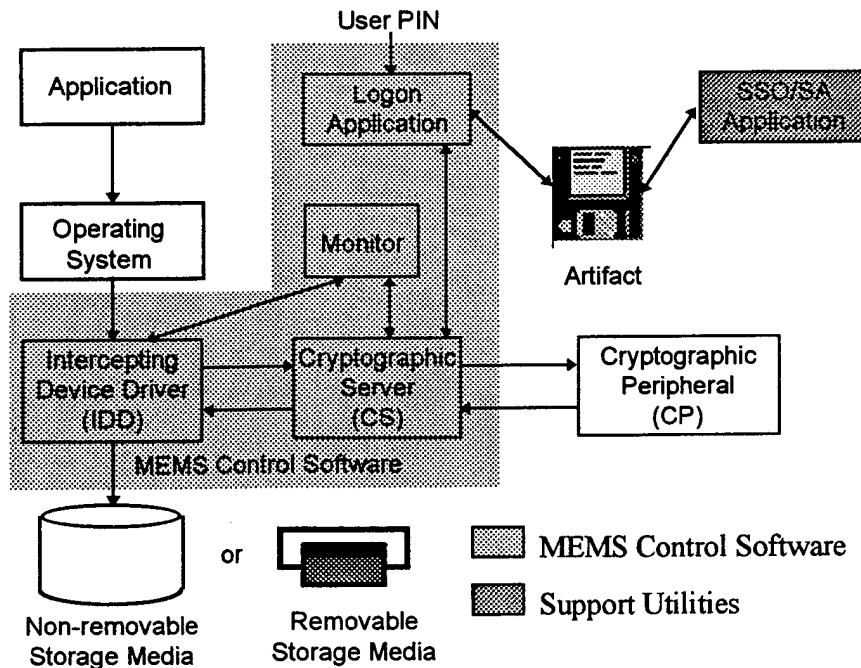 User PIN
Application
Logon
Application
SSO/SA
Application
Operating
System
Monitor
Artifact
Intercepting
Device Driver
(IDD)
Cryptographic
Server
(CS)
Cryptographic
Peripheral
(CP)
MEMS Control Software
or
Non-removable
Storage Media
Removable
Storage Media
MEMS Control Software
Support Utilities